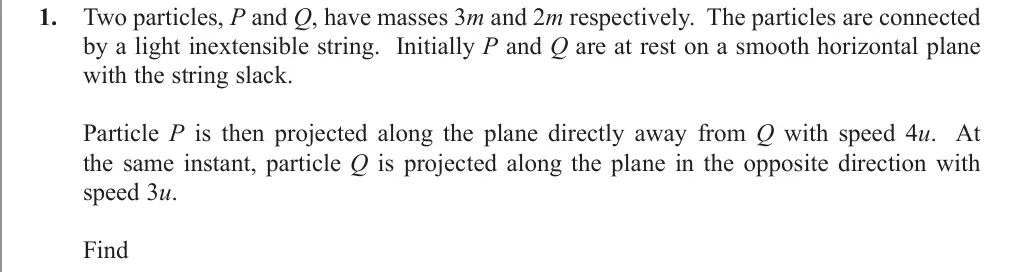 1. Two particles, P and Q, have masses 3m and 2m respectively. The particles are connected
by a light inextensible string. Initially P and Q are at rest on a smooth horizontal plane
with the string slack.
Particle P is then projected along the plane directly away from Q with speed 4u. At
the same instant, particle Q is projected along the plane in the opposite direction with
speed 3u.
Find